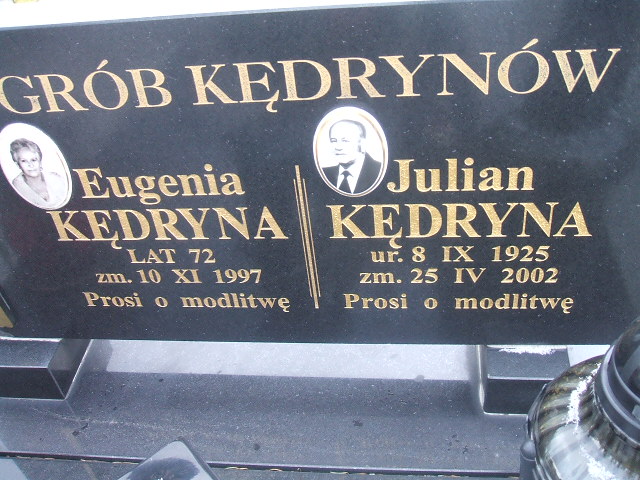 GRÓB KĘDRYNÓW
Eugenia
KĘDRYNA
LAT 72
zm. 10 XI 1997
Prosi o modlitwę
Julian
KĘDRYNA
ur. 8 IX 1925
zm. 25 IV 2002
Prosi o modlitwę